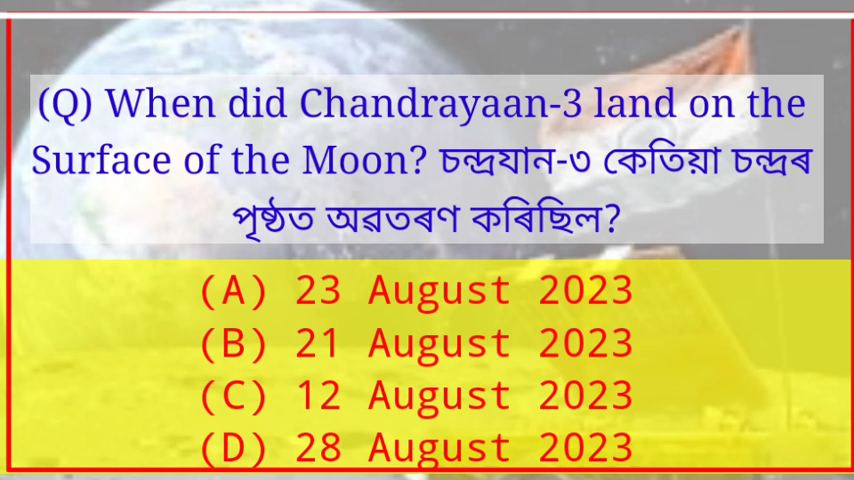 (Q) When did Chandrayaan-3 land on the
Surface of the Moon? চন্দ্ৰযান-৩ কেতিয়া চন্দ্ৰৰ
পৃষ্ঠত অৱতৰণ কৰিছিল?
(A) 23 August 2023
(B) 21 August 2023
(C) 12 August 2023
(D) 28 August 2023